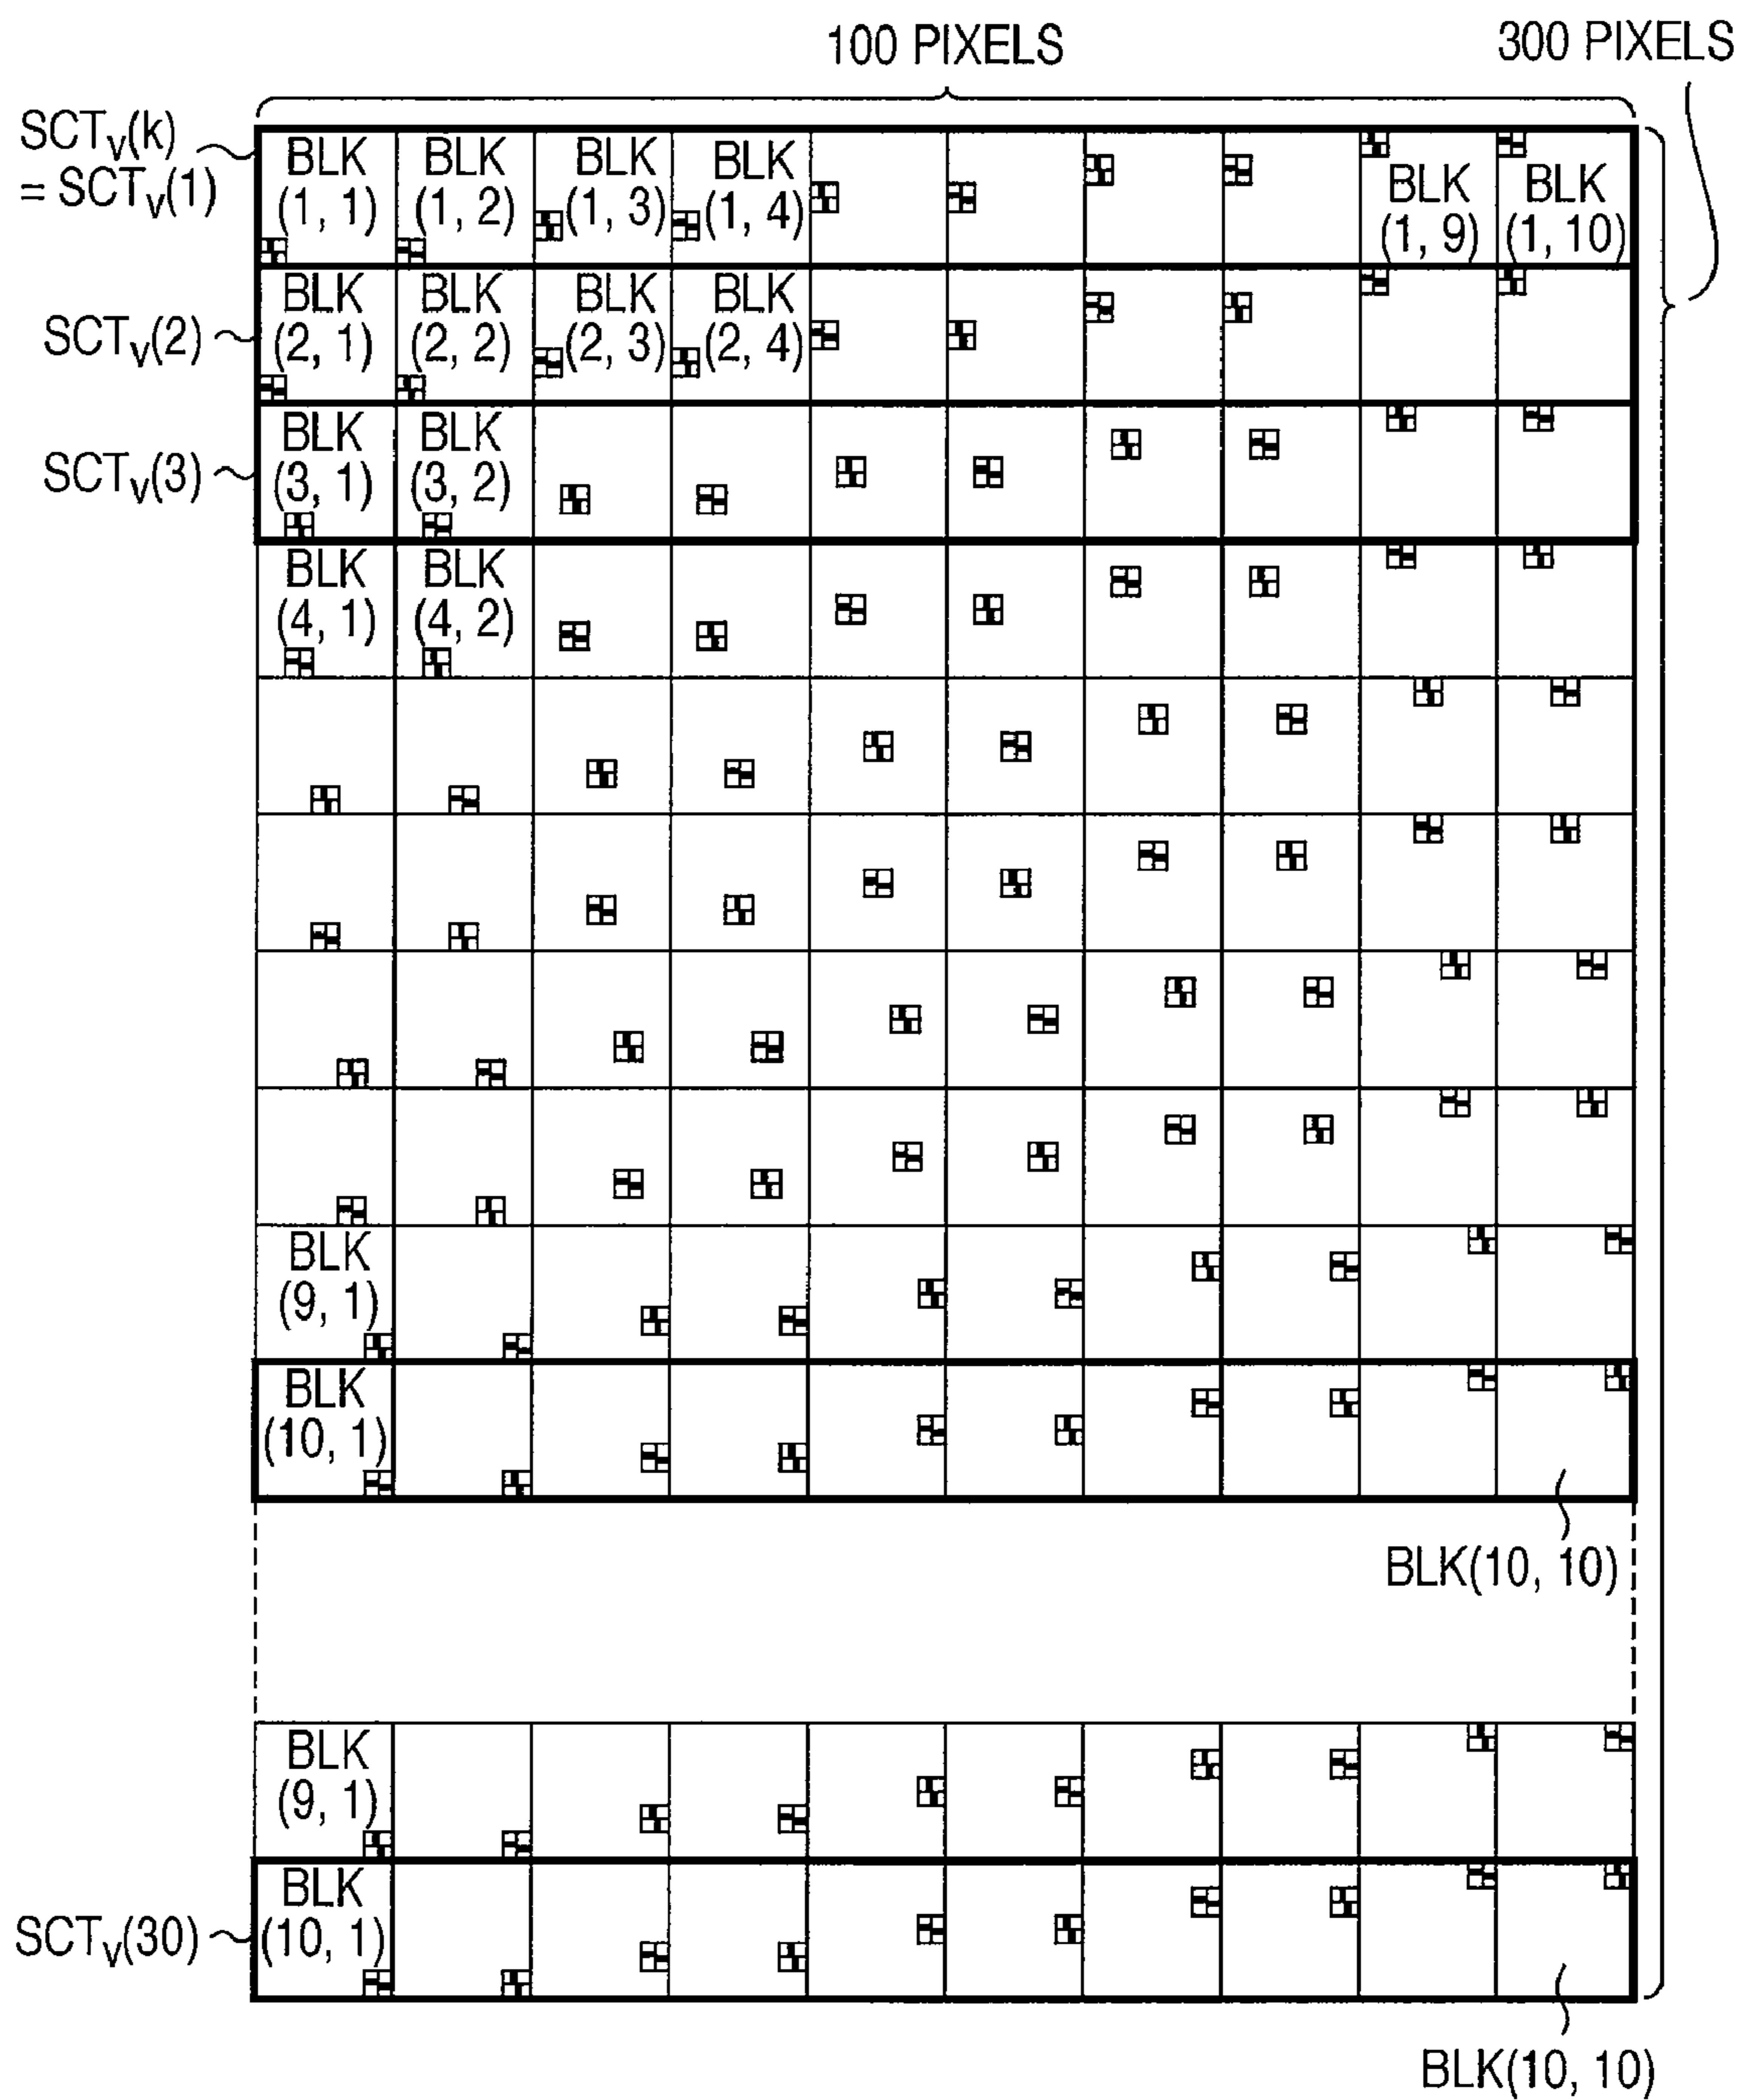 100 PIXELS
300 PIXELS
SCTv(k)
= SCTv(1)
BLK
(1, 1)
BLK
(1, 2)
BLK
(1, 3)
BLK
(1, 4)
BLK
(1, 9)
BLK
(1, 10)
SCTv(2)
BLK
(2, 1)
BLK
(2, 2)
BLK
(2, 3)
BLK
(2, 4)
SCTv(3)
BLK
(3, 1)
BLK
(3, 2)
BLK
(4, 1)
BLK
(4, 2)
BLK
(9, 1)
BLK
(10, 1)
BLK(10, 10)
BLK
(9, 1)
SCTv(30)
BLK
(10, 1)
BLK(10, 10)